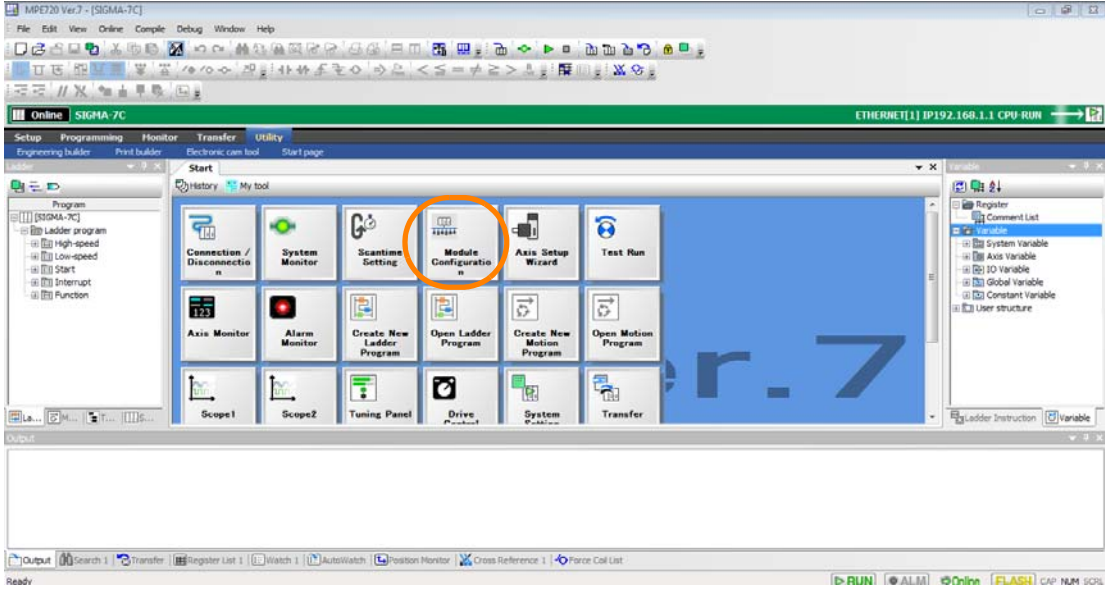 MPE720 Ver.7 - [SIGMA-7C]
File Edit View Online Compile Debug Window Help
Online SIGMA-7C ETHERNET[1] IP192.168.1.1 CPU-RUN
Setup Programming Monitor Transfer Utility
Engineering builder Print builder Electronic cam tool Start page
Ladder Start Variable
History My tool
Program
[SIGMA-7C]
Ladder program
High-speed
Low-speed
Start
Interrupt
Function
Connection /
Disconnectio
n
System
Monitor
Scantime
Setting
Module
Configuratio
n
Axis Setup
Wizard
Test Run
123
Axis Monitor
Alarm
Monitor
Create New
Ladder
Program
Open Ladder
Program
Create New
Motion
Program
Open Motion
Program
Scope1
Scope2
Tuning Panel
Drive
Control
System
Setting
Transfer
er.7
Register
Comment List
Variable
System Variable
Axis Variable
IO Variable
Global Variable
Constant Variable
User structure
La... M... T... S...
Ladder Instruction Variable
Output
Output Search 1 Transfer Register List 1 Watch 1 AutoWatch Position Monitor Cross Reference 1 Force Coil List
Ready RUN ALM Online FLASH CAP NUM SCRL